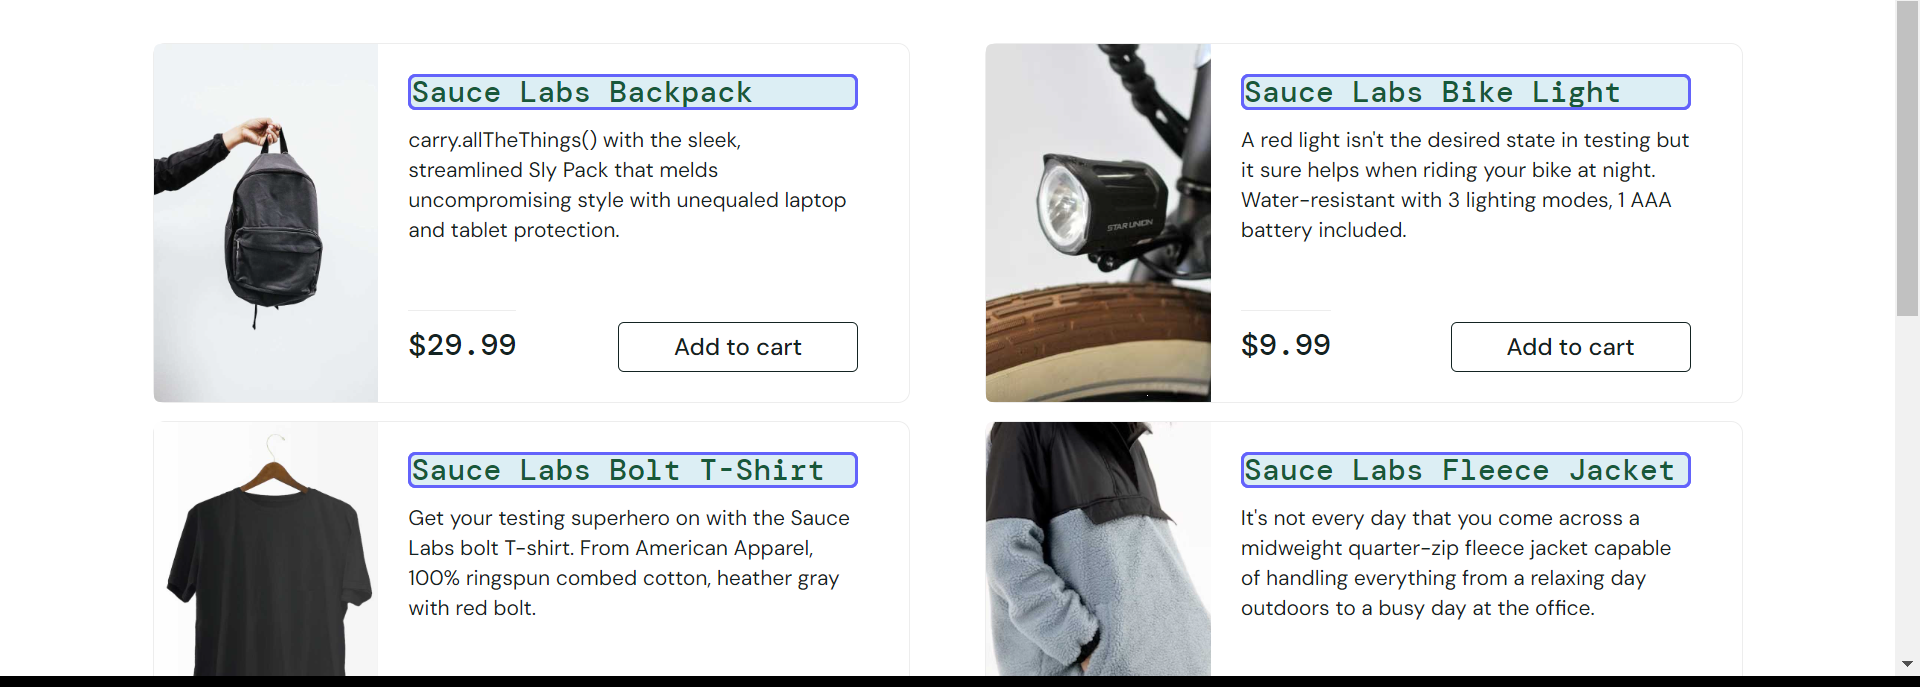 Sauce Labs Backpack
carry.allTheThings() with the sleek,
streamlined Sly Pack that melds
uncompromising style with unequaled laptop
and tablet protection.
$29.99
Add to cart
Sauce Labs Bike Light
A red light isn't the desired state in testing but
it sure helps when riding your bike at night.
Water-resistant with 3 lighting modes, 1 AAA
battery included.
STAR UNION
$9.99
Add to cart
Sauce Labs Bolt T-Shirt
Get your testing superhero on with the Sauce
Labs bolt T-shirt. From American Apparel,
100% ringspun combed cotton, heather gray
with red bolt.
Sauce Labs Fleece Jacket
It's not every day that you come across a
midweight quarter-zip fleece jacket capable
of handling everything from a relaxing day
outdoors to a busy day at the office.